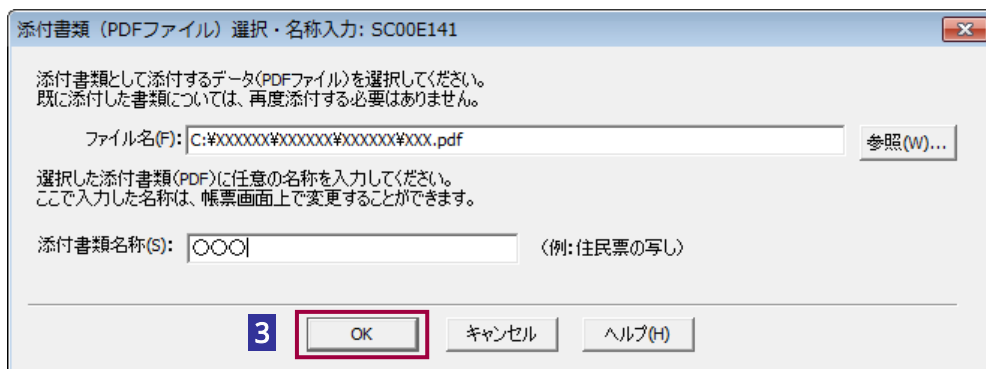 添付書類（PDFファイル）選択・名称入力: SC00E141
添付書類として添付するデータ(PDFファイル)を選択してください。
既に添付した書類については、再度添付する必要はありません。
ファイル名(F): C:¥XXXXXX¥XXXXXX¥XXXXXX¥XXX.pdf 参照(W)...
選択した添付書類(PDF)に任意の名称を入力してください。
ここで入力した名称は、帳票画面上で変更することができます。
添付書類名称(S): ○○○ （例:住民票の写し）
3 OK キャンセル ヘルプ(H)